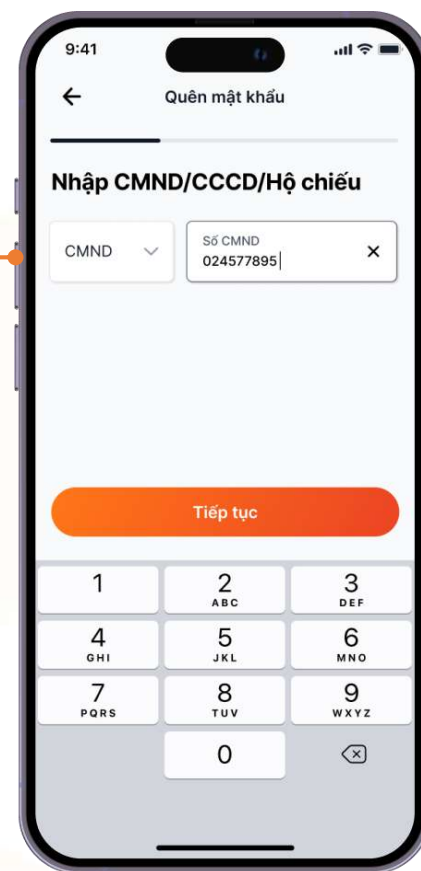 9:41
Quên mật khẩu
Nhập CMND/CCCD/Hộ chiếu
CMND
Số CMND
024577895
Tiếp tục
1 2 3
ABC DEF
4 5 6
GHI JKL MNO
7 8 9
PQRS TUV WXYZ
0